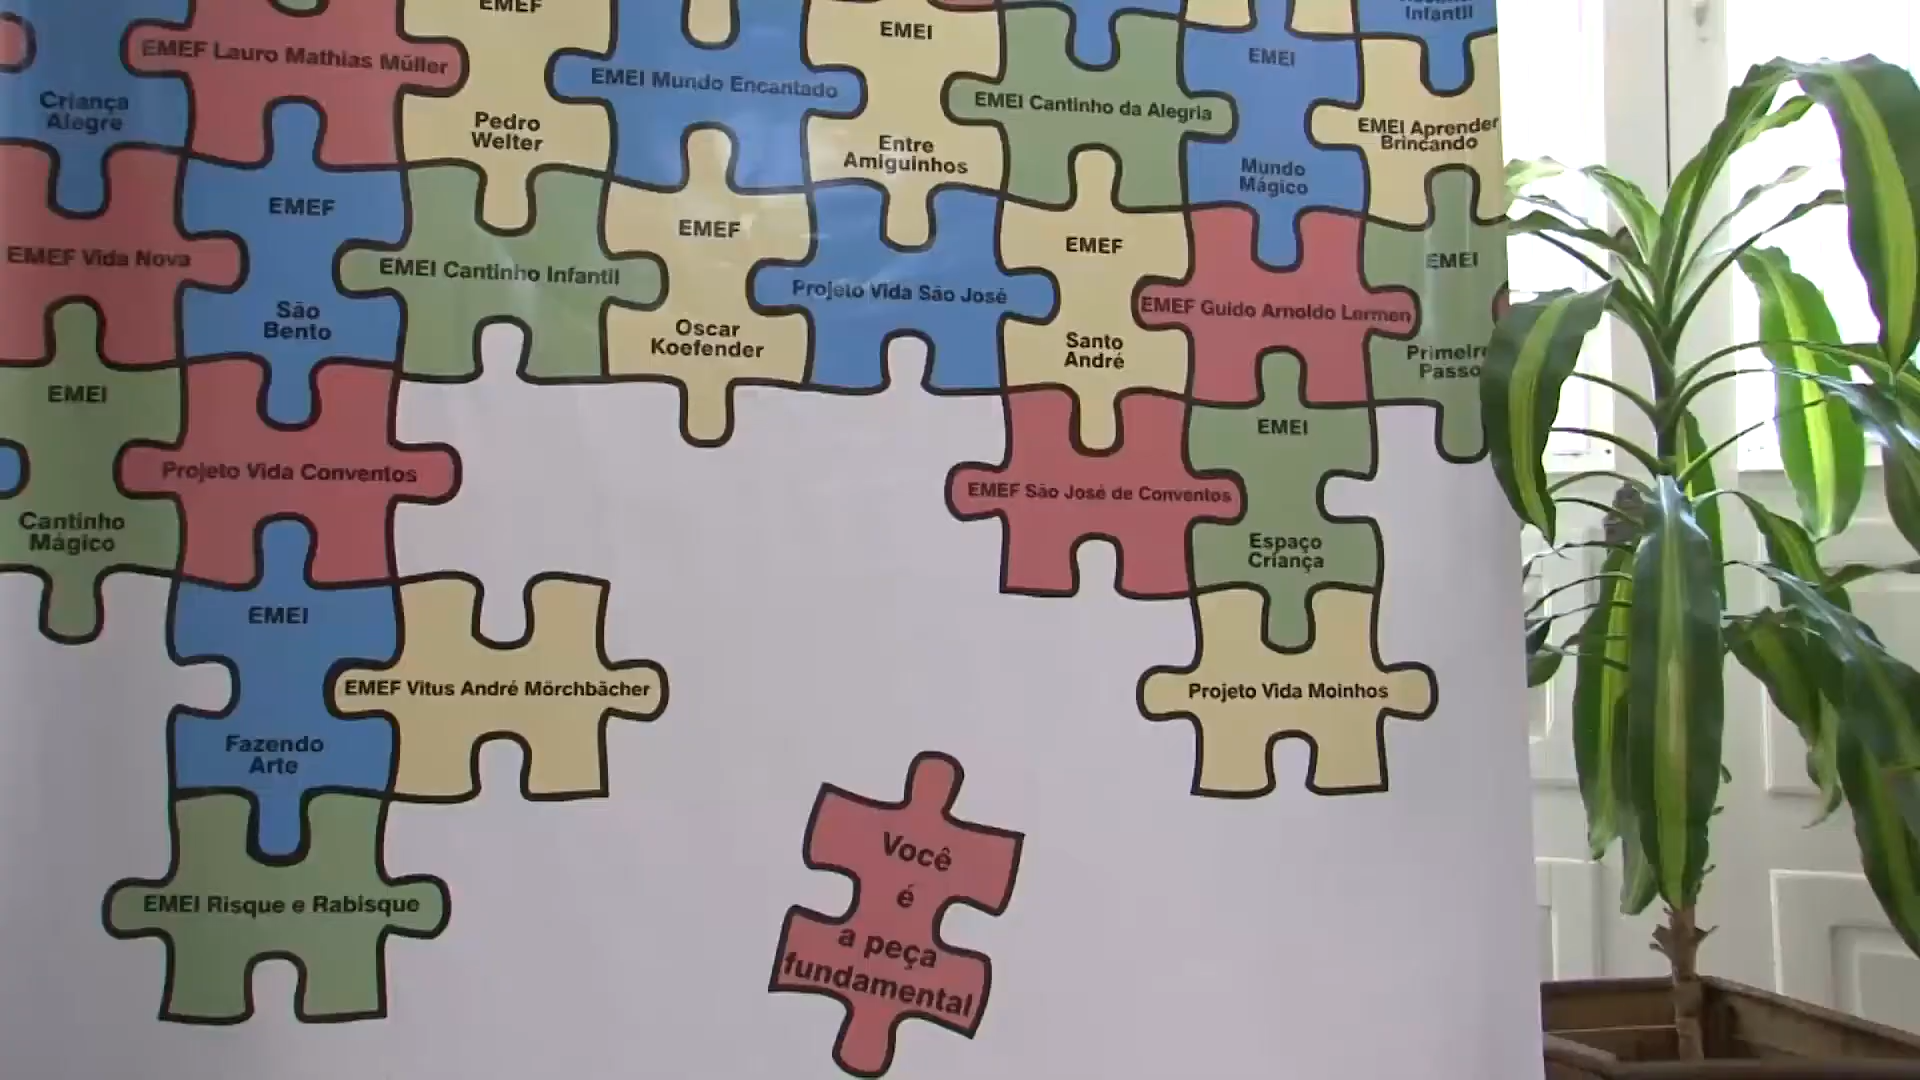 EMEF
Infantil
EMEF Lauro Mathias Müller
EMEI
EMEI
EMEI Mundo Encantado
Criança
Alegre
EMEI Cantinho da Alegria
Pedro
Welter
EMEI Aprender
Brincando
Entre
Amiguinhos
Mundo
Mágico
EMEF
EMEF
EMEF
EMEF Vida Nova
EMEI Cantinho Infantil
EMEI
Projeto Vida São José
EMEF Guido Arnoldo Lermen
São
Bento
Oscar
Koefender
Santo
André
Primeir
Passo
EMEI
EMEI
Projeto Vida Conventos
EMEF São José de Conventos
Cantinho
Mágico
Espaço
Criança
EMEI
EMEF Vitus André Mörchbächer
Projeto Vida Moinhos
Fazendo
Arte
EMEI Risque e Rabisque
Você
é
a peça
fundamental